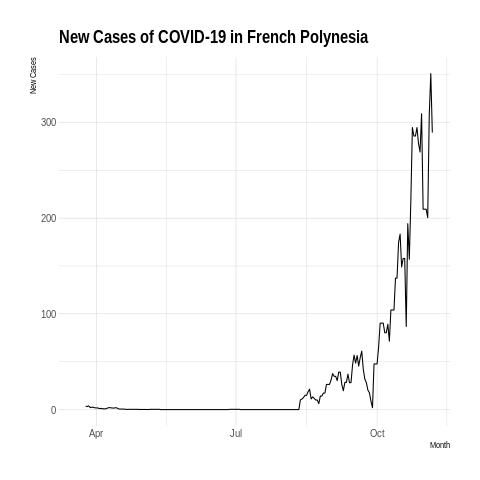 New Cases of COVID-19 in French Polynesia
New Cases
300
200
100
0
Apr
Jul
Oct
Month